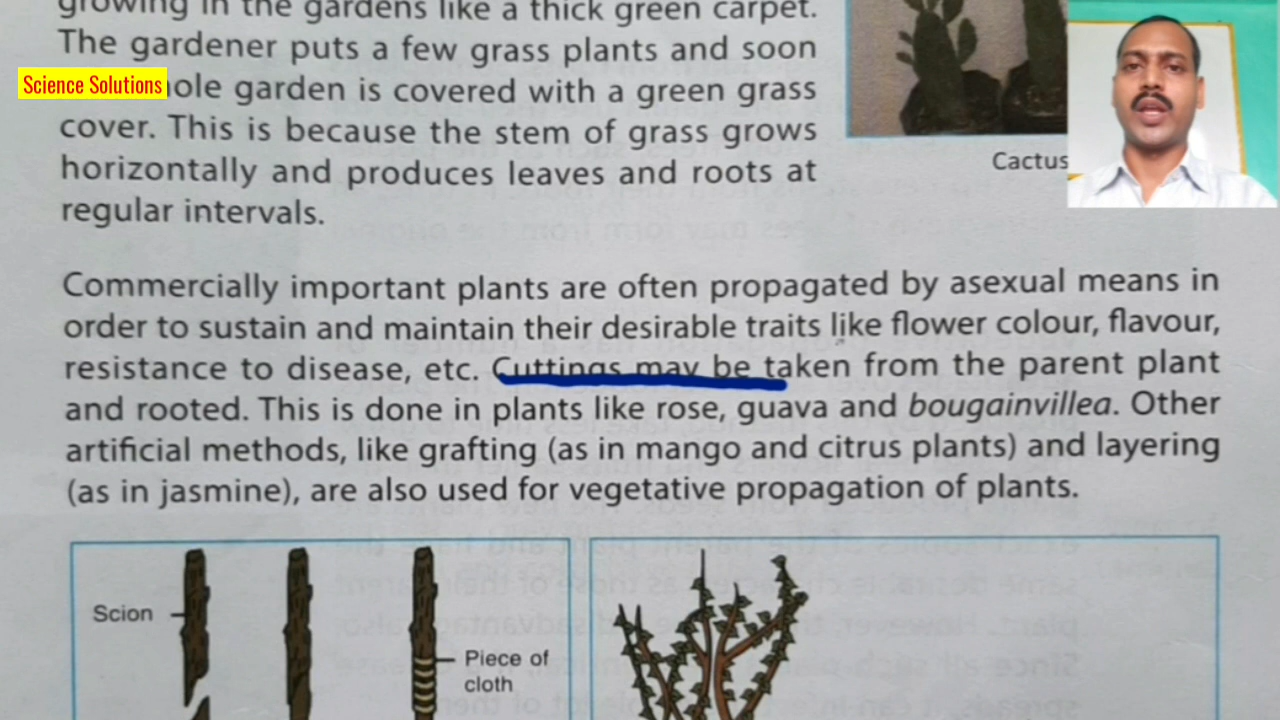 growing in the gardens like a thick green carpet.
The gardener puts a few grass plants and soon
Science Solutions
hole garden is covered with a green grass
cover. This is because the stem of grass grows
horizontally and produces leaves and roots at
regular intervals.
Cactus
Commercially important plants are often propagated by asexual means in
order to sustain and maintain their desirable traits like flower colour, flavour,
resistance to disease, etc. Cuttings may be taken from the parent plant
and rooted. This is done in plants like rose, guava and bougainvillea. Other
artificial methods, like grafting (as in mango and citrus plants) and layering
(as in jasmine), are also used for vegetative propagation of plants.
Scion
Piece of
cloth